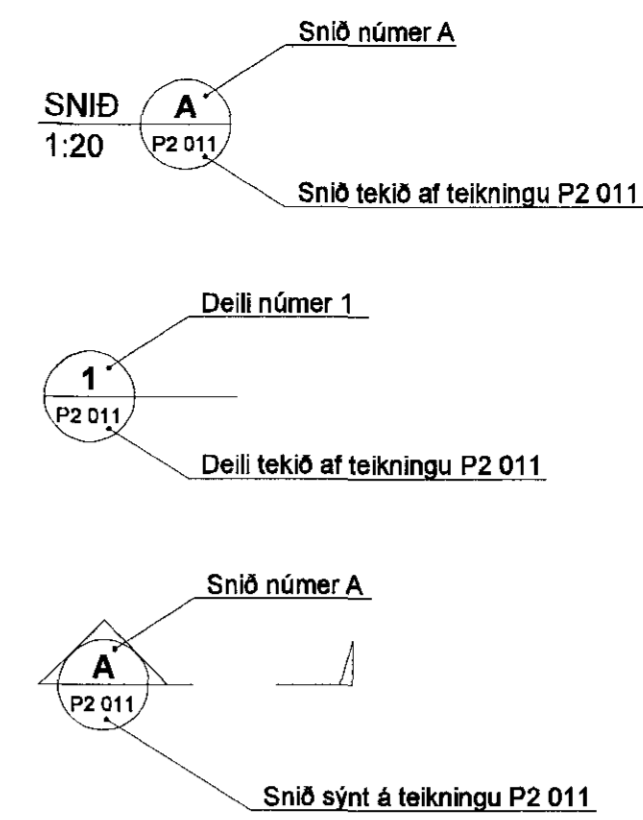 Snið númer A
SNIÐ A
1:20 P2 011
Snið tekið af teikningu P2 011
Deili númer 1
1
P2 011
Deili tekið af teikningu P2 011
Snið númer A
A
P2 011
Snið sýnt á teikningu P2 011